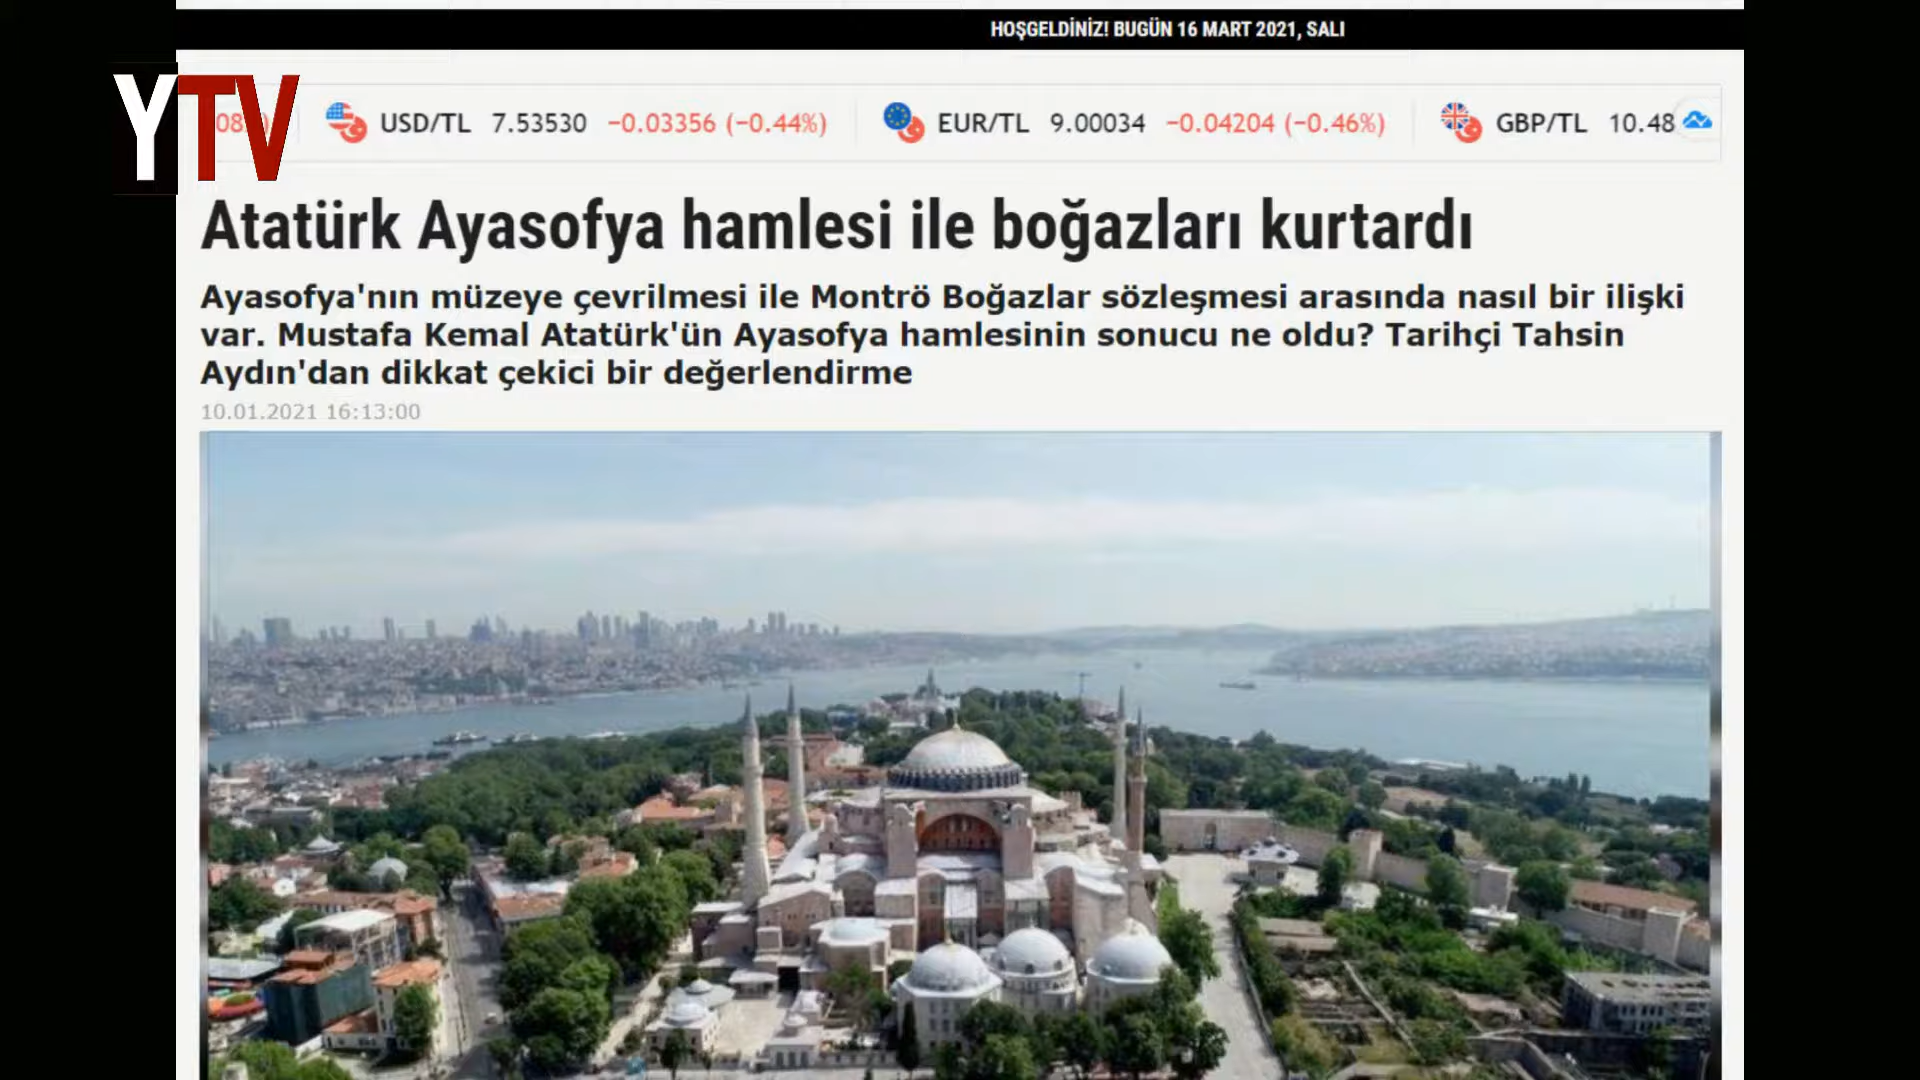 HOŞGELDİNİZ! BUGÜN 16 MART 2021, SALI
YTV
USD/TL 7.53530 −0.03356 (−0.44%) EUR/TL 9.00034 −0.04204 (−0.46%) GBP/TL 10.48
Atatürk Ayasofya hamlesi ile boğazları kurtardı
Ayasofya'nın müzeye çevrilmesi ile Montrö Boğazlar sözleşmesi arasında nasıl bir ilişki
var. Mustafa Kemal Atatürk'ün Ayasofya hamlesinin sonucu ne oldu? Tarihçi Tahsin
Aydın'dan dikkat çekici bir değerlendirme
10.01.2021 16:13:00